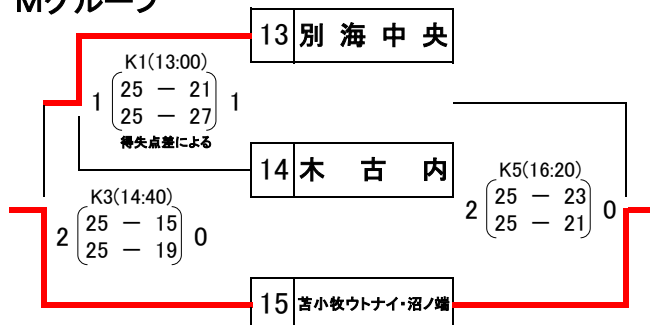 Mグループ
13 別海中央
K1(13:00)
1 25 － 21 1
25 － 27
得失点差による
14 木古内
K5(16:20)
2 25 － 23 0
25 － 21
K3(14:40)
2 25 － 15 0
25 － 19
15 苫小牧ウトナイ・沼ノ端